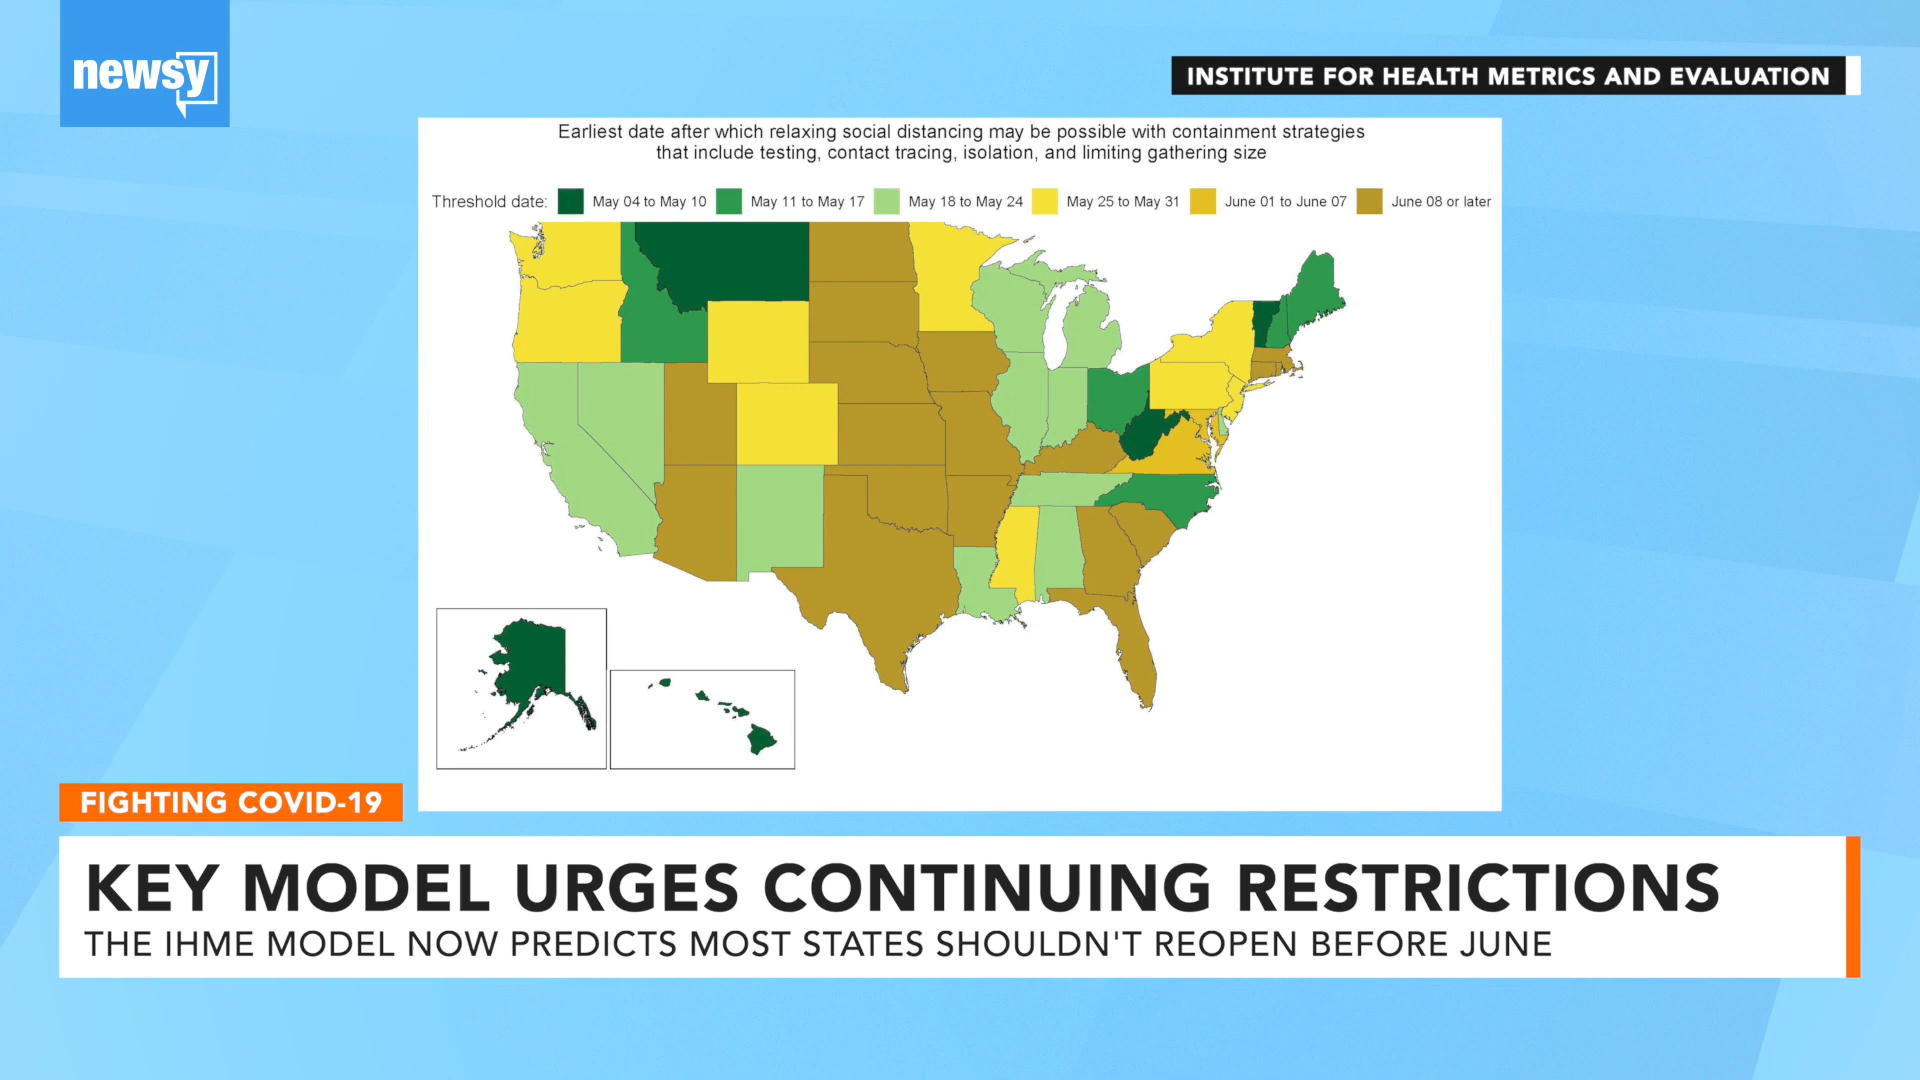 newsy
INSTITUTE FOR HEALTH METRICS AND EVALUATION
Earliest date after which relaxing social distancing may be possible with containment strategies
that include testing, contact tracing, isolation, and limiting gathering size
Threshold date: May 04 to May 10 May 11 to May 17 May 18 to May 24 May 25 to May 31 June 01 to June 07 June 08 or later
FIGHTING COVID-19
KEY MODEL URGES CONTINUING RESTRICTIONS
THE IHME MODEL NOW PREDICTS MOST STATES SHOULDN'T REOPEN BEFORE JUNE